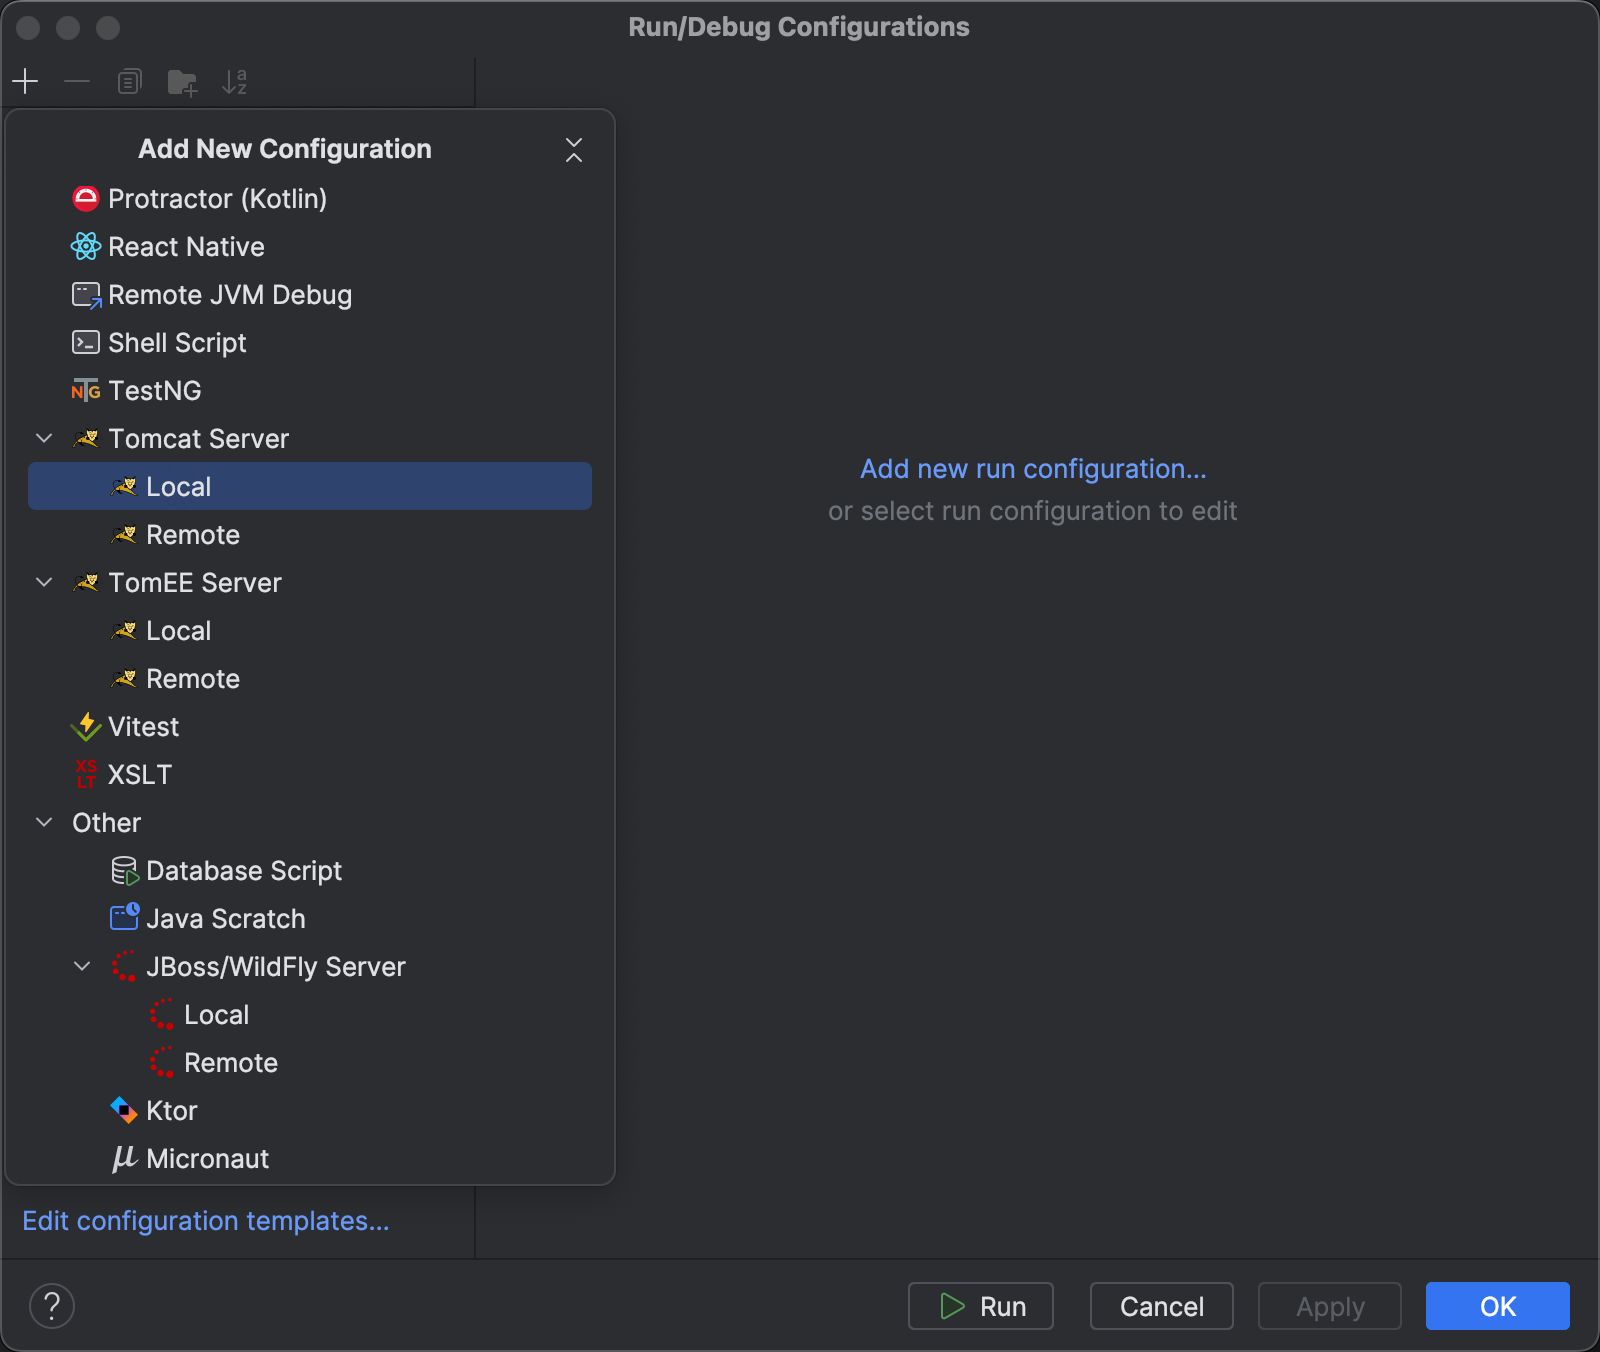 Run/Debug Configurations
Add New Configuration
Protractor (Kotlin)
React Native
Remote JVM Debug
Shell Script
TestNG
Tomcat Server
Local
Remote
TomEE Server
Local
Remote
Vitest
XSLT
Other
Database Script
Java Scratch
JBoss/WildFly Server
Local
Remote
Ktor
Micronaut
Add new run configuration...
or select run configuration to edit
Edit configuration templates...
? Run Cancel Apply OK